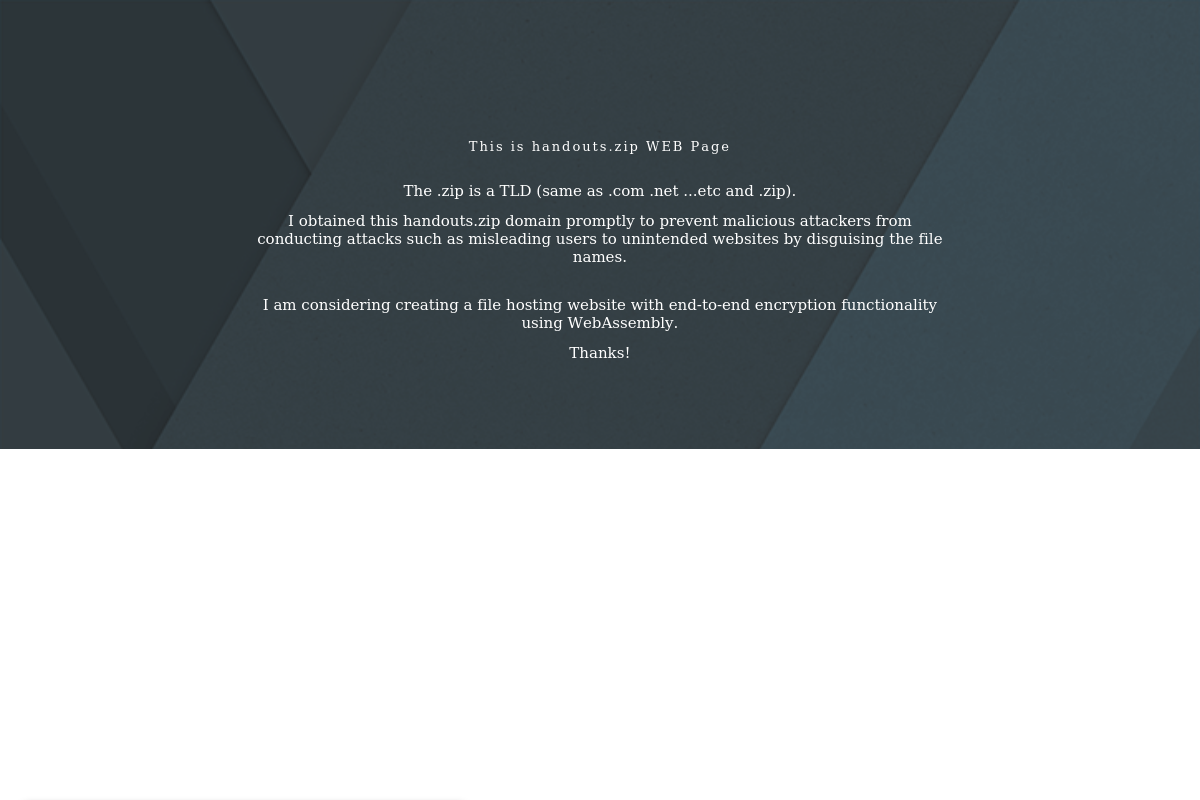 This is handouts.zip WEB Page
The .zip is a TLD (same as .com .net ...etc and .zip).
I obtained this handouts.zip domain promptly to prevent malicious attackers from
conducting attacks such as misleading users to unintended websites by disguising the file
names.
I am considering creating a file hosting website with end-to-end encryption functionality
using WebAssembly.
Thanks!